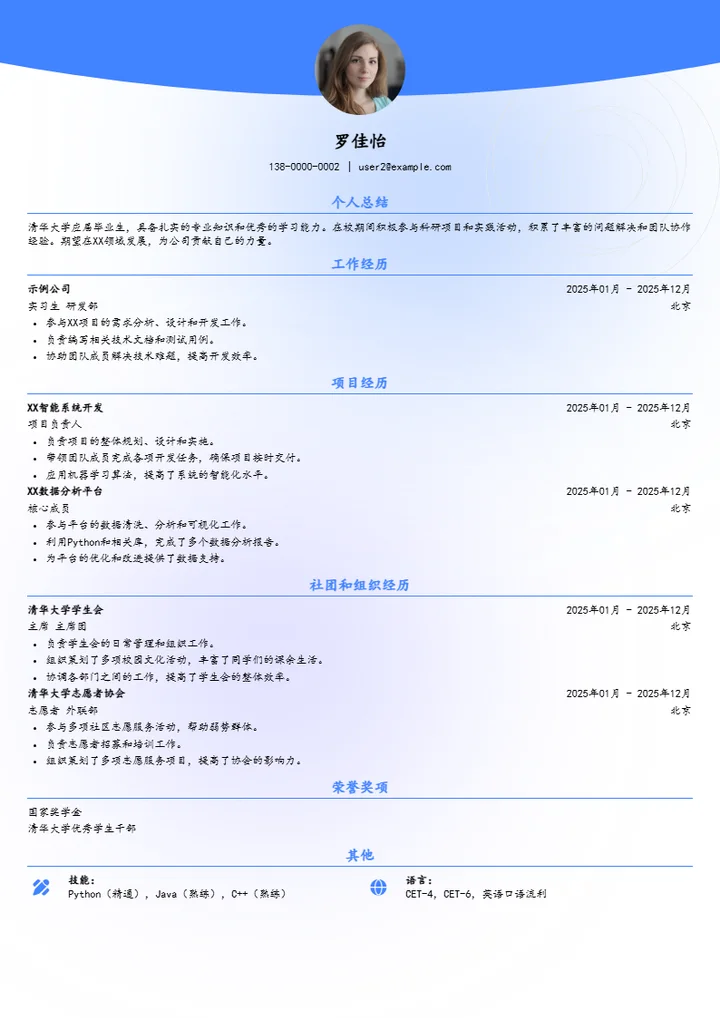 罗佳怡
138-0000-0002 | user2@example.com
个人总结
清华大学应届毕业生，具备扎实的专业知识和优秀的学习能力。在校期间积极参与科研项目和实践活动，积累了丰富的问题解决和团队协作
经验。期望在XX领域发展，为公司贡献自己的力量。
工作经历
示例公司 2025年01月 - 2025年12月
实习生 研发部 北京
• 参与XX项目的需求分析、设计和开发工作。
• 负责编写相关技术文档和测试用例。
• 协助团队成员解决技术难题，提高开发效率。
项目经历
XX智能系统开发 2025年01月 - 2025年12月
项目负责人 北京
• 负责项目的整体规划、设计和实施。
• 带领团队成员完成各项开发任务，确保项目按时交付。
• 应用机器学习算法，提高了系统的智能化水平。
XX数据分析平台 2025年01月 - 2025年12月
核心成员 北京
• 参与平台的数据清洗、分析和可视化工作。
• 利用Python和相关库，完成了多个数据分析报告。
• 为平台的优化和改进提供了数据支持。
社团和组织经历
清华大学学生会 2025年01月 - 2025年12月
主席 主席团 北京
• 负责学生会的日常管理和组织工作。
• 组织策划了多项校园文化活动，丰富了同学们的课余生活。
• 协调各部门之间的工作，提高了学生会的整体效率。
清华大学志愿者协会 2025年01月 - 2025年12月
志愿者 外联部 北京
• 参与多项社区志愿服务活动，帮助弱势群体。
• 负责志愿者招募和培训工作。
• 组织策划了多项志愿服务项目，提高了协会的影响力。
荣誉奖项
国家奖学金
清华大学优秀学生干部
其他
技能：
Python（精通），Java（熟练），C++（熟练）
语言：
CET-4，CET-6，英语口语流利